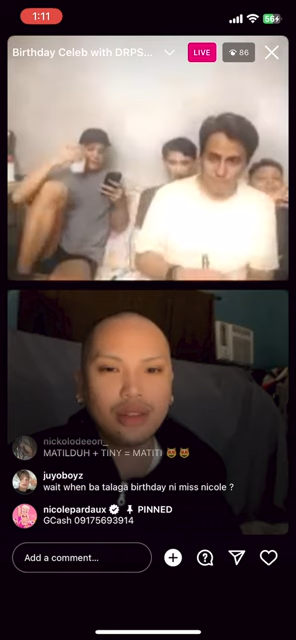 1:11
56
Birthday Celeb with DRPS...
LIVE
86
nickolodeeon_
MATILDUH + TINY = MATITI
juyoboyz
wait when ba talaga birthday ni miss nicole ?
nicolepardaux PINNED
GCash 09175693914
Add a comment...